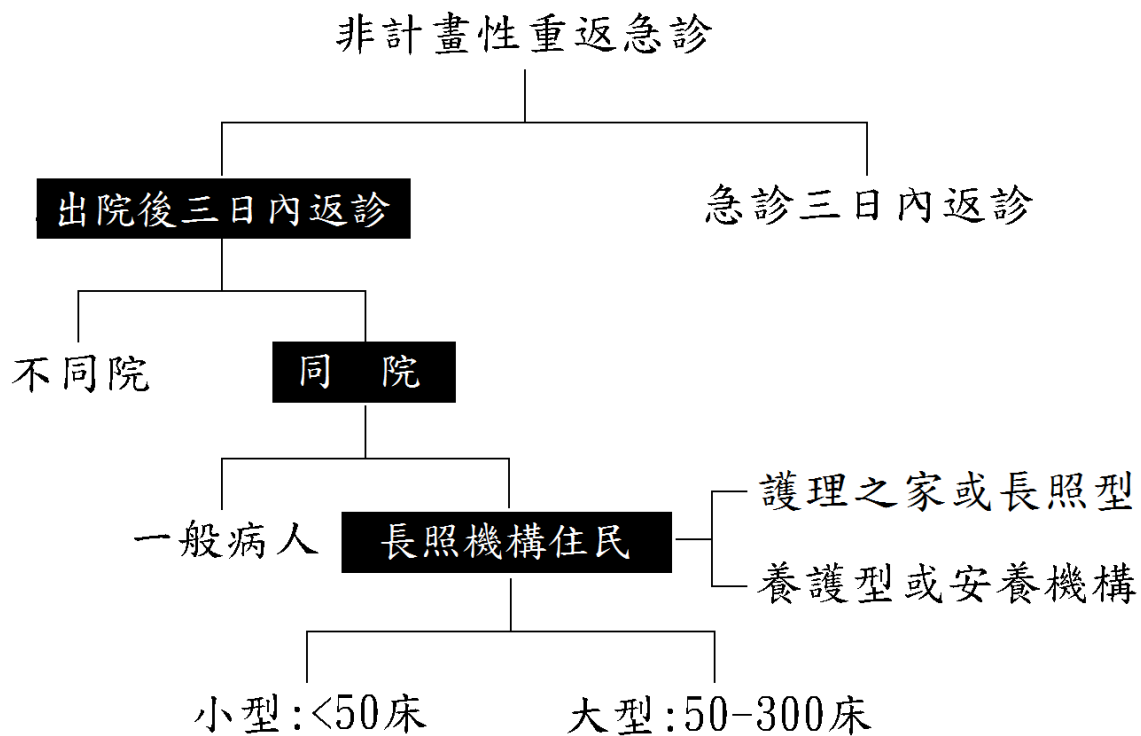 非計畫性重返急診
出院後三日內返診
急診三日內返診
不同院
同 院
一般病人
長照機構住民
護理之家或長照型
養護型或安養機構
小型:<50床
大型:50-300床